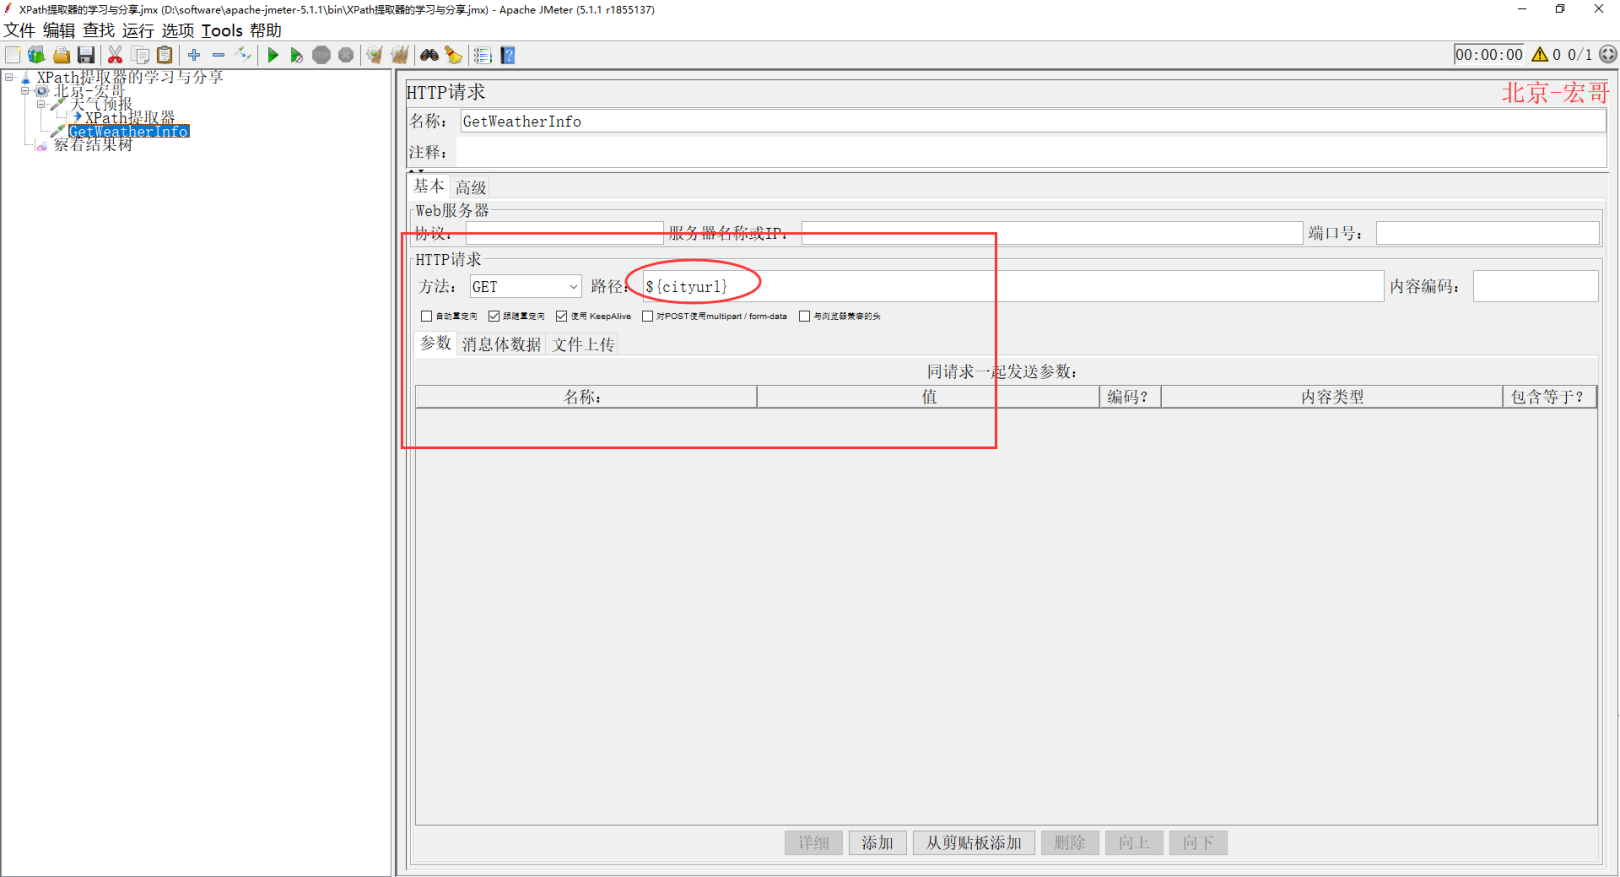 XPath提取器的学习与分享.jmx (D:\software\apache-jmeter-5.1.1\bin\XPath提取器的学习与分享.jmx) - Apache JMeter (5.1.1 r1855137)
文件 编辑 查找 运行 选项 Tools 帮助
00:00:00 0 0/1
XPath提取器的学习与分享
北京-宏哥
天气预报
XPath提取器
GetWeatherInfo
察看结果树
HTTP请求
北京-宏哥
名称: GetWeatherInfo
注释:
基本 高级
Web服务器
协议: 服务器名称或IP: 端口号:
HTTP请求
方法: GET 路径: ${cityurl} 内容编码:
自动重定向 跟随重定向 使用 KeepAlive 对POST使用multipart / form-data 与浏览器兼容的头
参数 消息体数据 文件上传
同请求一起发送参数:
名称: 值 编码? 内容类型 包含等于?
详细 添加 从剪贴板添加 删除 向上 向下